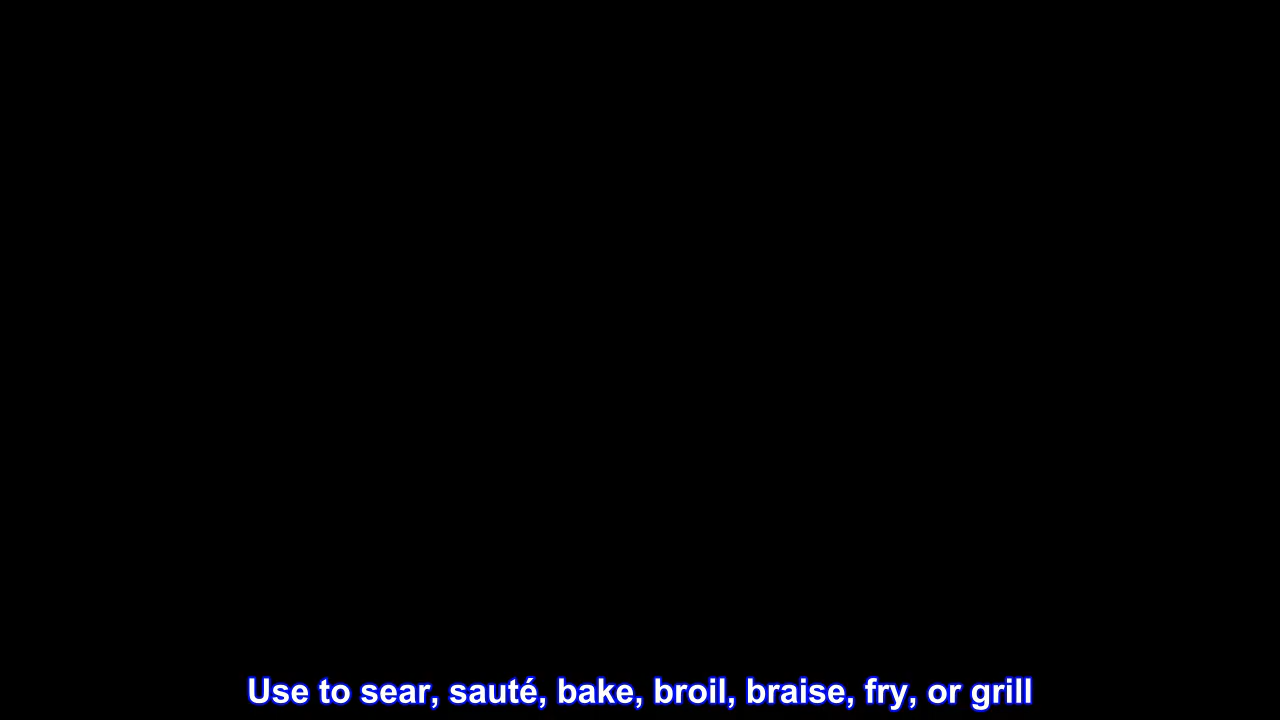 Use to sear, sauté, bake, broil, braise, fry, or grill